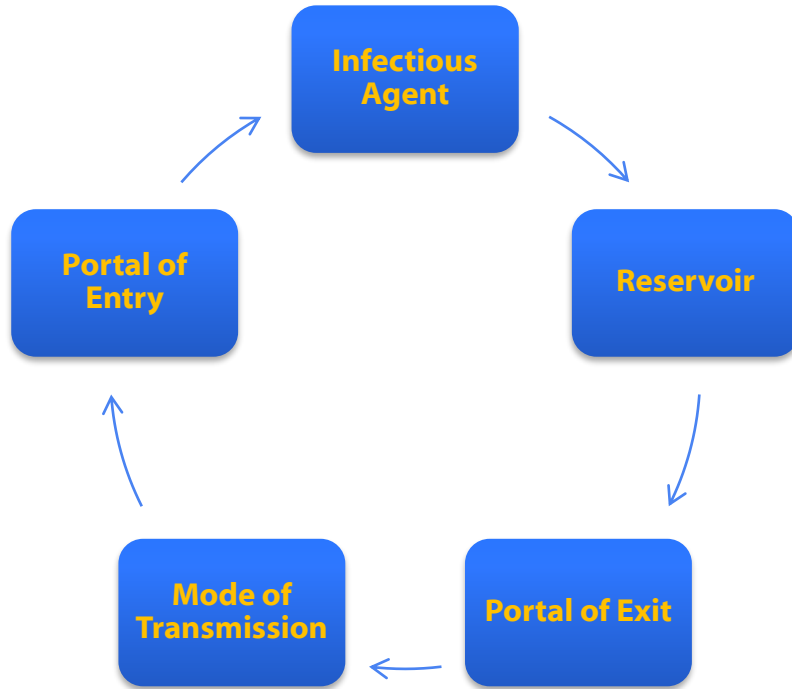 Infectious
Agent
Reservoir
Portal of Exit
Mode of
Transmission
Portal of
Entry